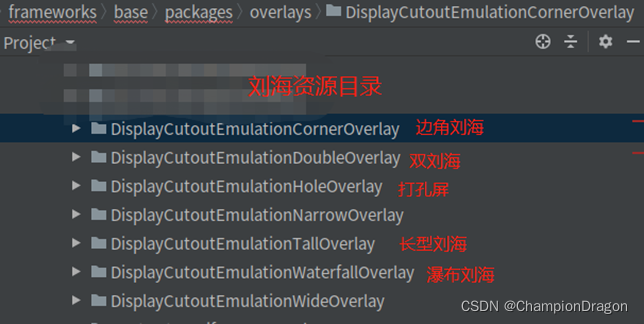 frameworks 〉 base 〉 packages 〉 overlays 〉 DisplayCutoutEmulationCornerOverlay
Project
刘海资源目录
DisplayCutoutEmulationCornerOverlay 边角刘海
DisplayCutoutEmulationDoubleOverlay 双刘海
DisplayCutoutEmulationHoleOverlay 打孔屏
DisplayCutoutEmulationNarrowOverlay
DisplayCutoutEmulationTallOverlay 长型刘海
DisplayCutoutEmulationWaterfallOverlay 瀑布刘海
DisplayCutoutEmulationWideOverlay
CSDN @ChampionDragon